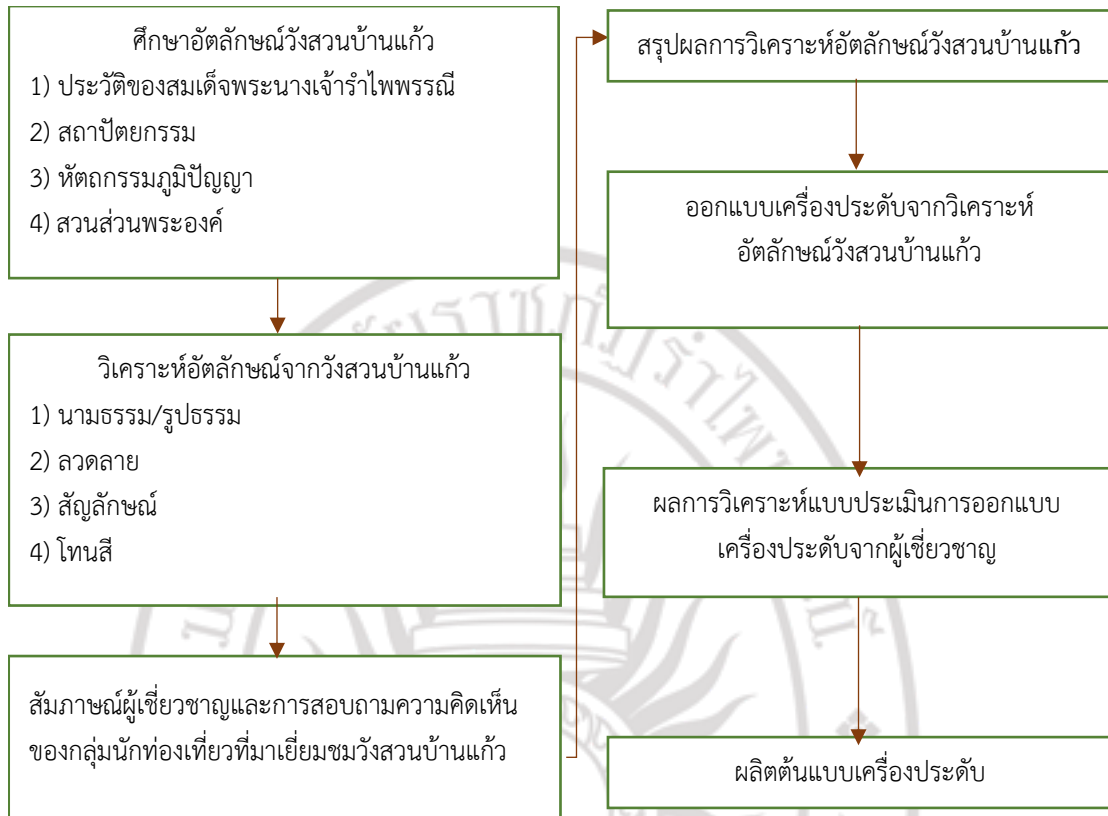 ศึกษาอัตลักษณ์วังสวนบ้านแก้ว
1) ประวัติของสมเด็จพระนางเจ้ารำไพพรรณี
2) สถาปัตยกรรม
3) หัตถกรรมภูมิปัญญา
4) สวนส่วนพระองค์
วิเคราะห์อัตลักษณ์จากวังสวนบ้านแก้ว
1) นามธรรม/รูปธรรม
2) ลวดลาย
3) สัญลักษณ์
4) โทนสี
สัมภาษณ์ผู้เชี่ยวชาญและการสอบถามความคิดเห็น
ของกลุ่มนักท่องเที่ยวที่มาเยี่ยมชมวังสวนบ้านแก้ว
สรุปผลการวิเคราะห์อัตลักษณ์วังสวนบ้านแก้ว
ออกแบบเครื่องประดับจากวิเคราะห์
อัตลักษณ์วังสวนบ้านแก้ว
ผลการวิเคราะห์แบบประเมินการออกแบบ
เครื่องประดับจากผู้เชี่ยวชาญ
ผลิตต้นแบบเครื่องประดับ